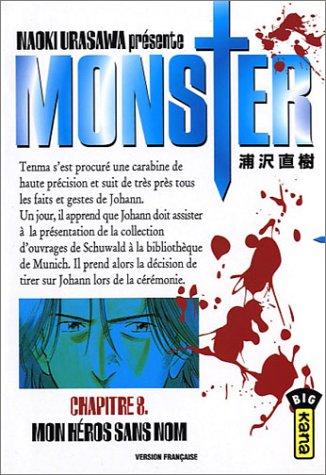 NAOKI URASAWA présente
MONSTER
浦沢直樹
Tenma s'est procuré une carabine de
haute précision et suit de très près tous
les faits et gestes de Johann.
Un jour, il apprend que Johann doit assister
à la présentation de la collection
d'ouvrages de Schuwald à la bibliothèque
de Munich. Il prend alors la décision de
tirer sur Johann lors de la cérémonie.
CHAPITRE 8.
MON HÉROS SANS NOM
BIG
kana
VERSION FRANÇAISE